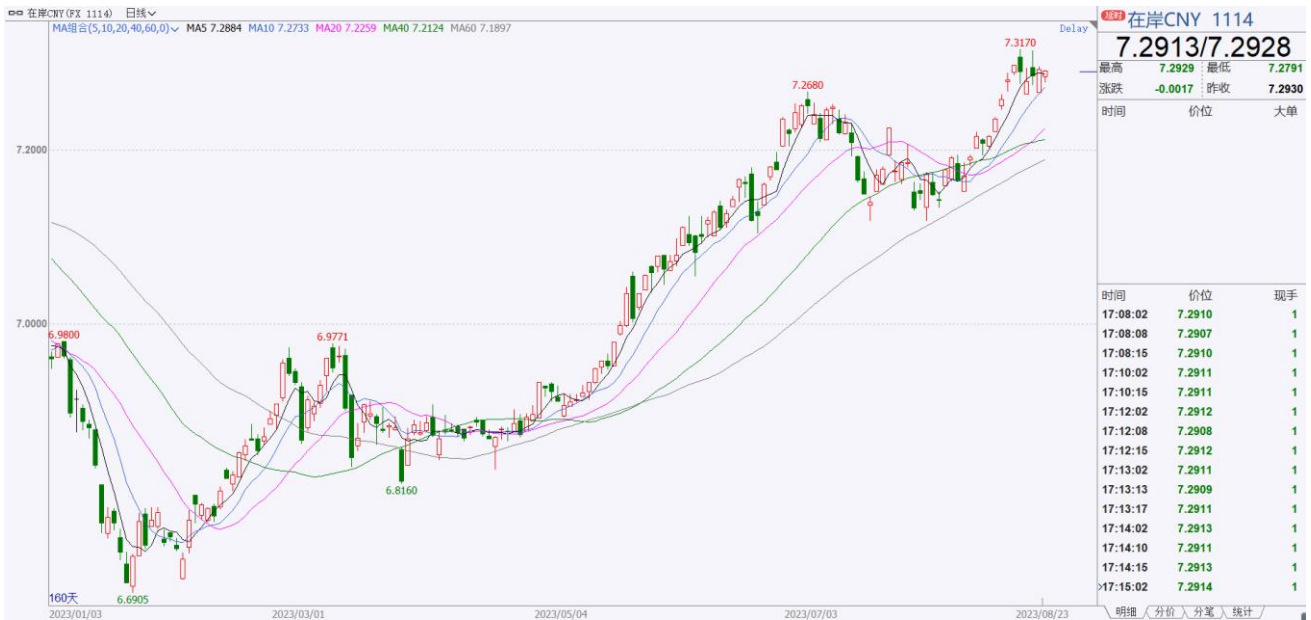 在岸CNY(FX 1114) 日线
MA组合(5,10,20,40,60,0) MA5 7.2884 MA10 7.2733 MA20 7.2259 MA40 7.2124 MA60 7.1897
Delay
7.3170
7.2680
7.2000
7.0000
6.9800
6.9771
6.8160
6.6905
160天
2023/01/03 2023/03/01 2023/05/04 2023/07/03 2023/08/23
延时 在岸CNY 1114
7.2913/7.2928
最高 7.2929 最低 7.2791
涨跌 -0.0017 昨收 7.2930
时间 价位 大单
时间 价位 现手
17:08:02 7.2910 1
17:08:08 7.2907 1
17:08:15 7.2910 1
17:10:02 7.2911 1
17:10:15 7.2911 1
17:12:02 7.2912 1
17:12:08 7.2908 1
17:12:15 7.2912 1
17:13:02 7.2911 1
17:13:13 7.2909 1
17:13:17 7.2911 1
17:14:02 7.2913 1
17:14:10 7.2911 1
17:14:15 7.2913 1
17:15:02 7.2914 1
明细 分价 分笔 统计